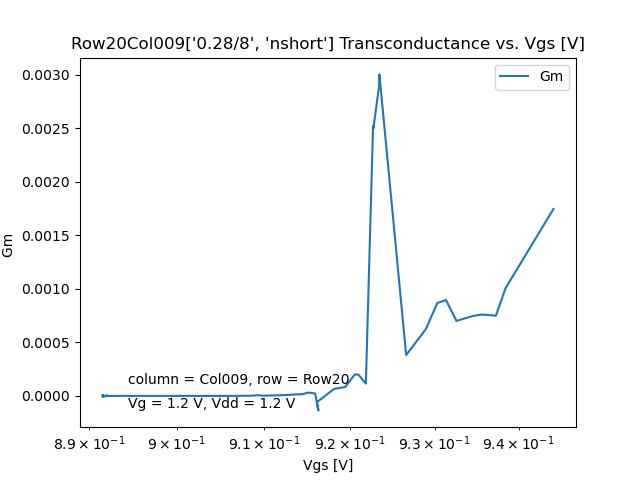 Row20Col009['0.28/8', 'nshort'] Transconductance vs. Vgs [V]
Gm
0.0030
0.0025
0.0020
0.0015
0.0010
0.0005
0.0000
Gm
column = Col009, row = Row20
Vg = 1.2 V, Vdd = 1.2 V
8.9 × 10⁻¹ 9 × 10⁻¹ 9.1 × 10⁻¹ 9.2 × 10⁻¹ 9.3 × 10⁻¹ 9.4 × 10⁻¹
Vgs [V]